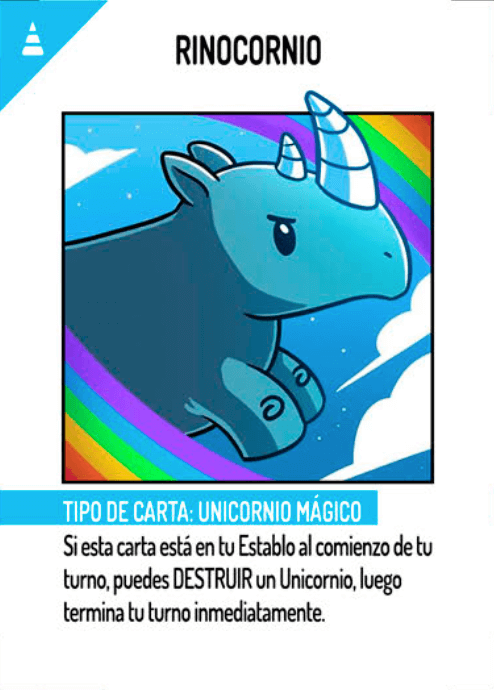 RINOCORNIO
TIPO DE CARTA: UNICORNIO MÁGICO
Si esta carta está en tu Establo al comienzo de tu
turno, puedes DESTRUIR un Unicornio, luego
termina tu turno inmediatamente.